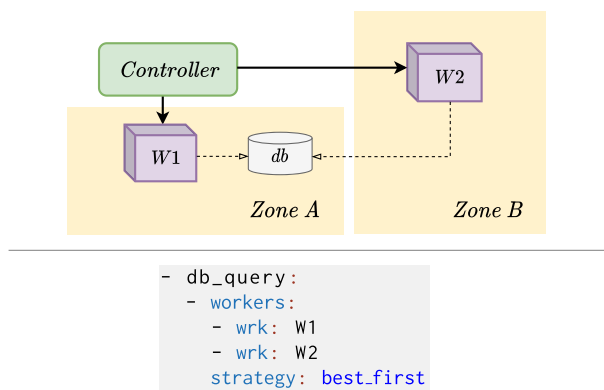 Controller
W2
W1
db
Zone A
Zone B
- db_query:
- workers:
- wrk: W1
- wrk: W2
strategy: best_first